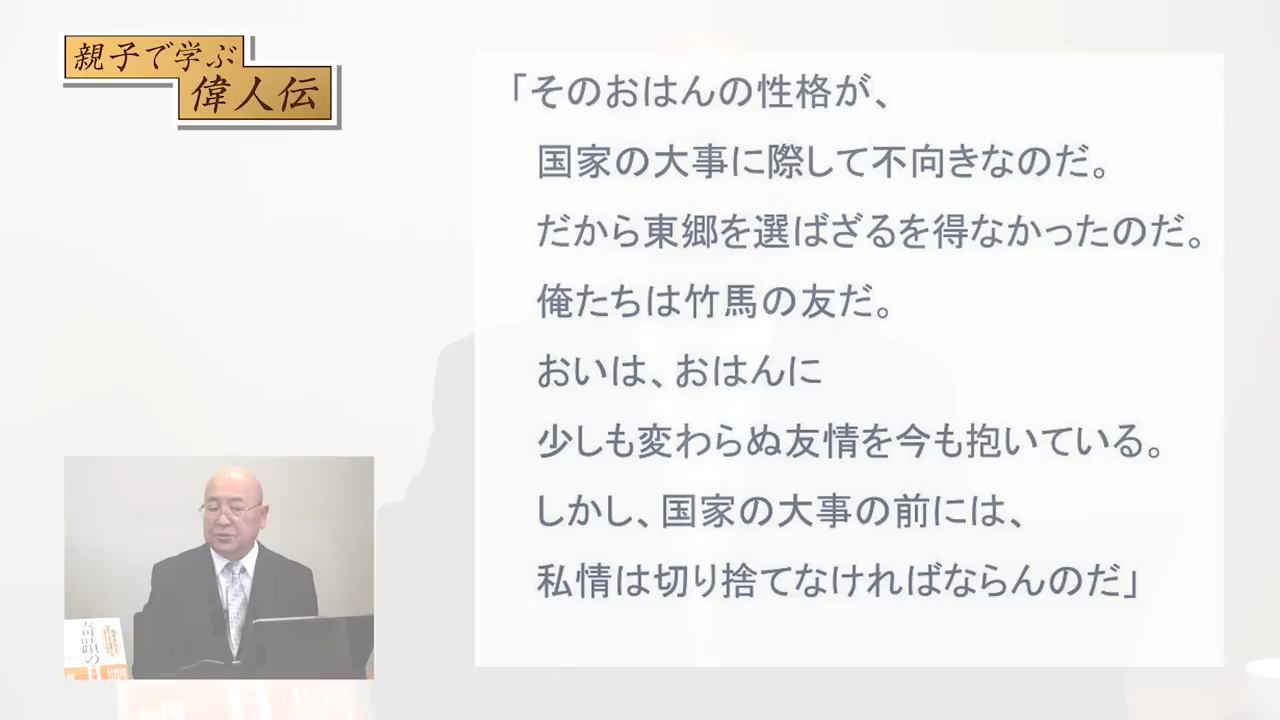 親子で学ぶ
偉人伝
「そのおはんの性格が、
国家の大事に際して不向きなのだ。
だから東郷を選ばざるを得なかったのだ。
俺たちは竹馬の友だ。
おいは、おはんに
少しも変わらぬ友情を今も抱いている。
しかし、国家の大事の前には、
私情は切り捨てなければならんのだ」